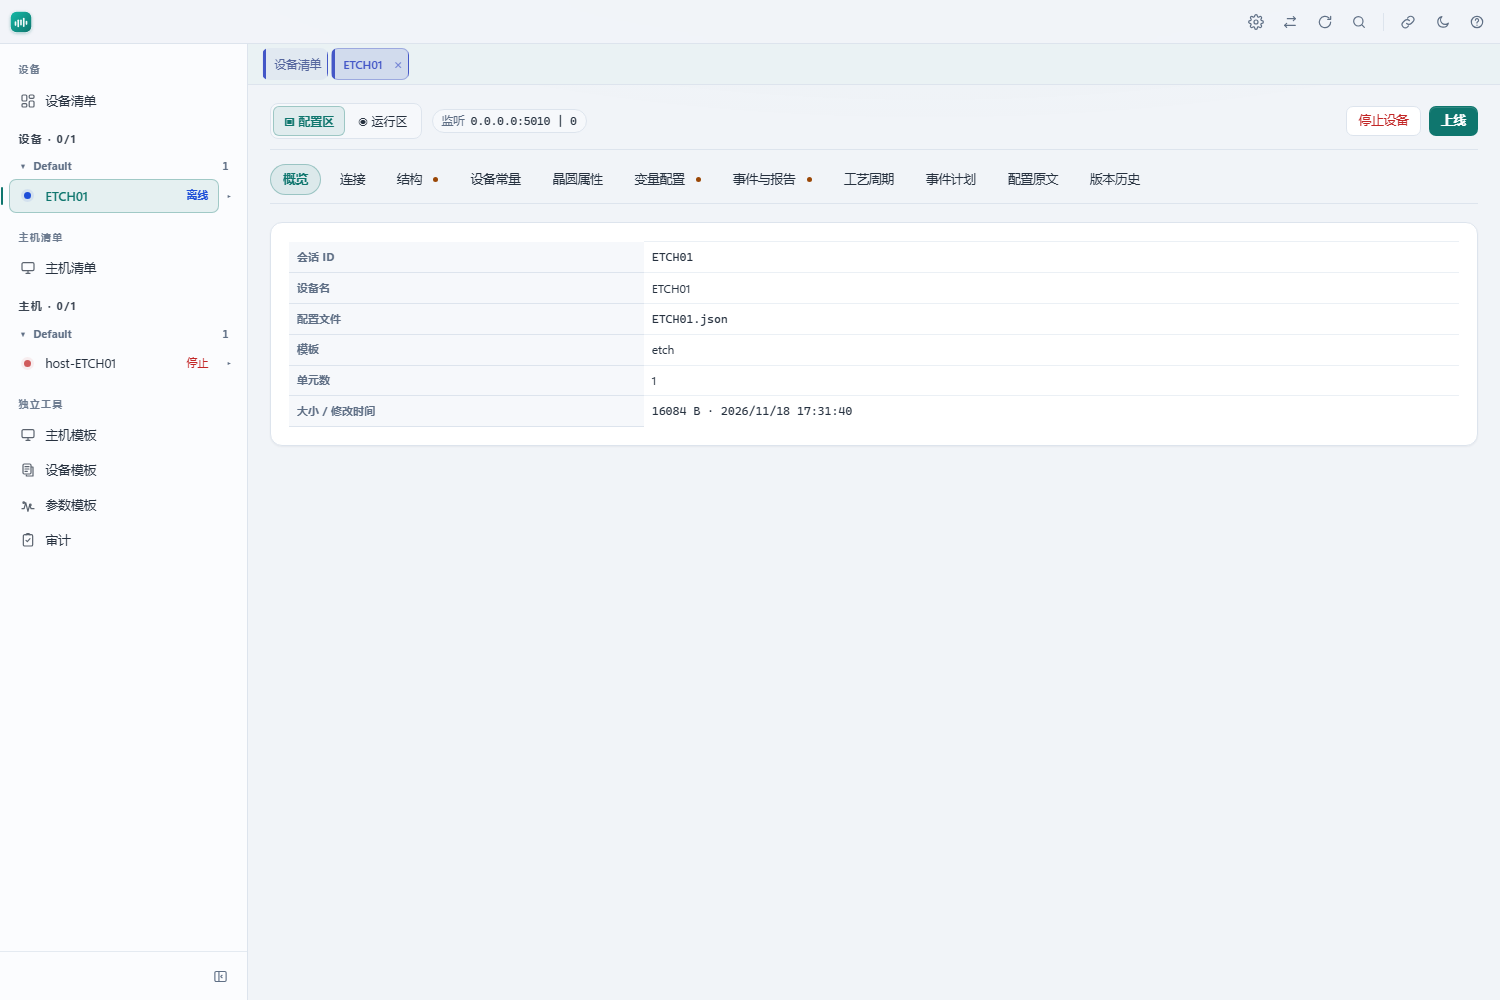 设备
设备清单
设备 · 0/1
Default 1
ETCH01 离线
主机清单
主机清单
主机 · 0/1
Default 1
host-ETCH01 停止
独立工具
主机模板
设备模板
参数模板
审计
设备清单 ETCH01 ×
配置区 运行区 监听 0.0.0.0:5010 | 0 停止设备 上线
概览 连接 结构 设备常量 晶圆属性 变量配置 事件与报告 工艺周期 事件计划 配置原文 版本历史
会话 ID ETCH01
设备名 ETCH01
配置文件 ETCH01.json
模板 etch
单元数 1
大小 / 修改时间 16084 B · 2026/11/18 17:31:40